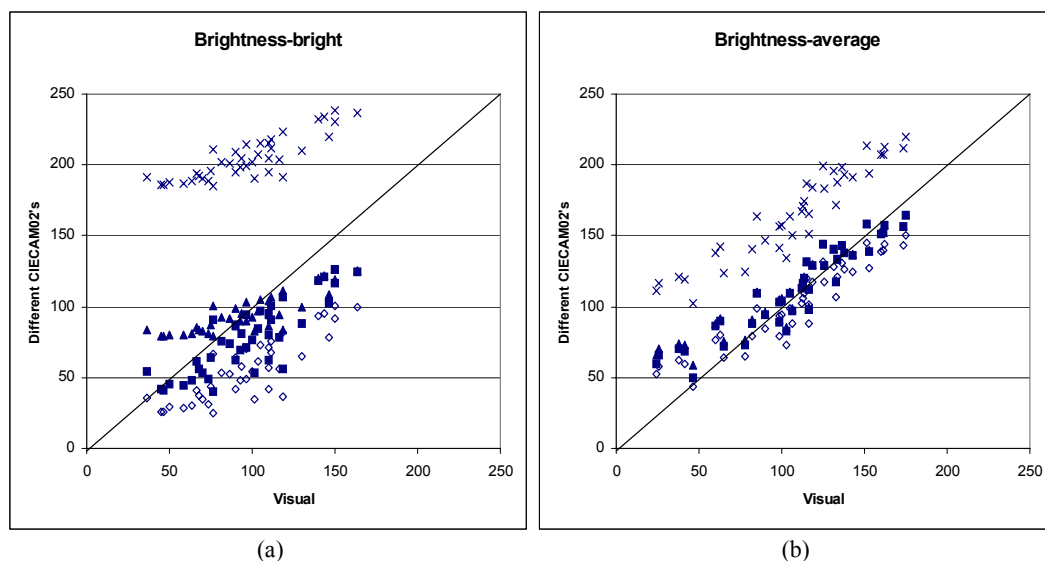 Brightness-bright
Different CIECAM02's
250
200
150
100
50
0
0 50 100 150 200 250
Visual
(a)
Brightness-average
Different CIECAM02's
250
200
150
100
50
0
0 50 100 150 200 250
Visual
(b)